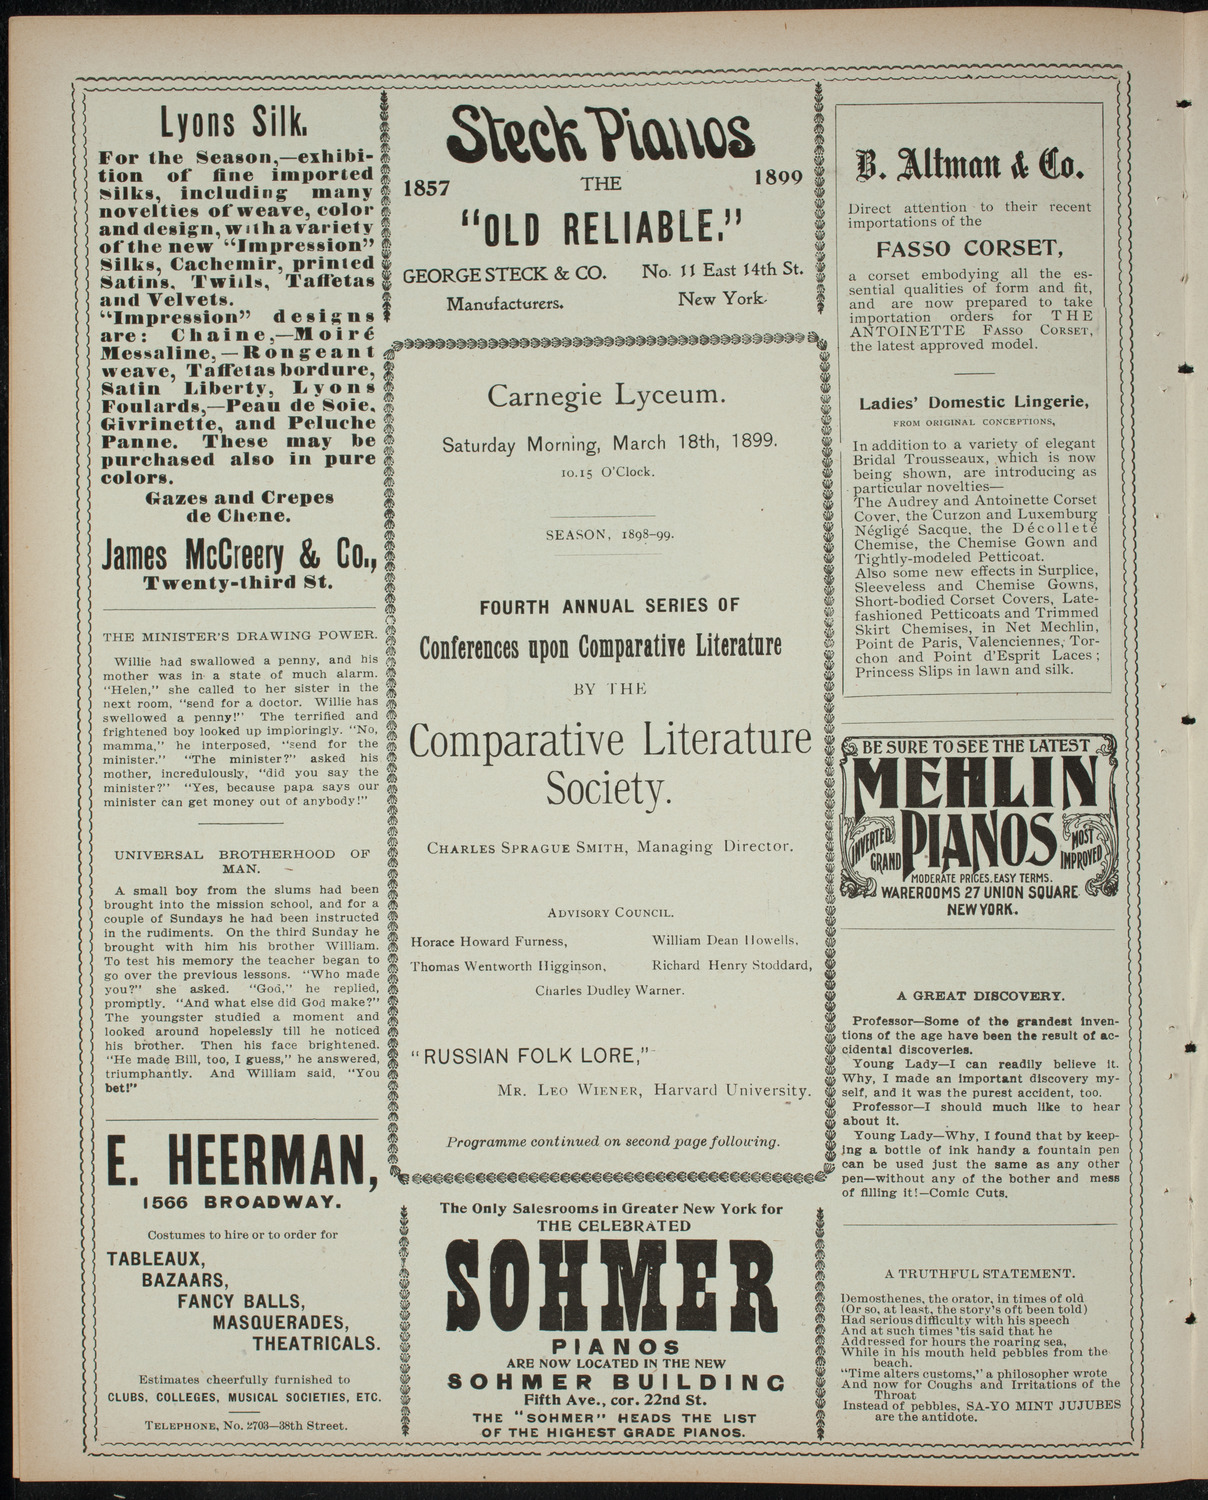 Lyons Silk.
For the Season,—exhibi-
tion of fine imported
Silks, including many
novelties of weave, color
and design, with a variety
of the new “Impression”
Silks, Cachemir, printed
Satins, Twills, Taffetas
and Velvets.
“Impression” designs
are: Chaine,—Moiré
Messaline,—Rongeant
weave, Taffetas bordure,
Satin Liberty, Lyons
Foulards,—Peau de Soie.
Givrinette, and Peluche
Panne. These may be
purchased also in pure
colors.
Gazes and Crepes
de Chene.
James McCreery & Co.,
Twenty-third St.
THE MINISTER'S DRAWING POWER.
Willie had swallowed a penny, and his
mother was in a state of much alarm.
“Helen,” she called to her sister in the
next room, “send for a doctor. Willie has
swellowed a penny!” The terrified and
frightened boy looked up imploringly. “No,
mamma,” he interposed, “send for the
minister.” “The minister?” asked his
mother, incredulously, “did you say the
minister?” “Yes, because papa says our
minister can get money out of anybody!”
UNIVERSAL BROTHERHOOD OF
MAN.
A small boy from the slums had been
brought into the mission school, and for a
couple of Sundays he had been instructed
in the rudiments. On the third Sunday he
brought with him his brother William.
To test his memory the teacher began to
go over the previous lessons. “Who made
you?” she asked. “God,” he replied,
promptly. “And what else did God make?”
The youngster studied a moment and
looked around hopelessly till he noticed
his brother. Then his face brightened.
“He made Bill, too, I guess,” he answered,
triumphantly. And William said, “You
bet!”
E. HEERMAN,
1566 BROADWAY.
Costumes to hire or to order for
TABLEAUX,
BAZAARS,
FANCY BALLS,
MASQUERADES,
THEATRICALS.
Estimates cheerfully furnished to
CLUBS, COLLEGES, MUSICAL SOCIETIES, ETC.
TELEPHONE, No. 2703—38th Street.
Steck Pianos
1857 THE 1899
“OLD RELIABLE.”
GEORGE STECK & CO. No. 11 East 14th St.
Manufacturers. New York.
Carnegie Lyceum.
Saturday Morning, March 18th, 1899.
10.15 O'Clock.
SEASON, 1898-99.
FOURTH ANNUAL SERIES OF
Conferences upon Comparative Literature
BY THE
Comparative Literature
Society.
CHARLES SPRAGUE SMITH, Managing Director.
ADVISORY COUNCIL.
Horace Howard Furness, William Dean Howells,
Thomas Wentworth Higginson, Richard Henry Stoddard,
Charles Dudley Warner.
“RUSSIAN FOLK LORE,”
MR. LEO WIENER, Harvard University.
Programme continued on second page following.
The Only Salesrooms in Greater New York for
THE CELEBRATED
SOHMER
PIANOS
ARE NOW LOCATED IN THE NEW
SOHMER BUILDING
Fifth Ave., cor. 22nd St.
THE “SOHMER” HEADS THE LIST
OF THE HIGHEST GRADE PIANOS.
B. Altman & Co.
Direct attention to their recent
importations of the
FASSO CORSET,
a corset embodying all the es-
sential qualities of form and fit,
and are now prepared to take
importation orders for THE
ANTOINETTE FASSO CORSET,
the latest approved model.
Ladies' Domestic Lingerie,
FROM ORIGINAL CONCEPTIONS,
In addition to a variety of elegant
Bridal Trousseaux, which is now
being shown, are introducing as
particular novelties—
The Audrey and Antoinette Corset
Cover, the Curzon and Luxemburg
Négligé Sacque, the Décolleté
Chemise, the Chemise Gown and
Tightly-modeled Petticoat.
Also some new effects in Surplice,
Sleeveless and Chemise Gowns,
Short-bodied Corset Covers, Late-
fashioned Petticoats and Trimmed
Skirt Chemises, in Net Mechlin,
Point de Paris, Valenciennes, Tor-
chon and Point d'Esprit Laces;
Princess Slips in lawn and silk.
BE SURE TO SEE THE LATEST
MEHLIN
INVERTED GRAND PIANOS MOST IMPROVED
MODERATE PRICES. EASY TERMS.
WAREROOMS 27 UNION SQUARE
NEW YORK.
A GREAT DISCOVERY.
Professor—Some of the grandest inven-
tions of the age have been the result of ac-
cidental discoveries.
Young Lady—I can readily believe it.
Why, I made an important discovery my-
self, and it was the purest accident, too.
Professor—I should much like to hear
about it.
Young Lady—Why, I found that by keep-
ing a bottle of ink handy a fountain pen
can be used just the same as any other
pen—without any of the bother and mess
of filling it!—Comic Cuts.
A TRUTHFUL STATEMENT.
Demosthenes, the orator, in times of old
(Or so, at least, the story's oft been told)
Had serious difficulty with his speech
And at such times 'tis said that he
Addressed for hours the roaring sea,
While in his mouth held pebbles from the
beach.
“Time alters customs,” a philosopher wrote
And now for Coughs and Irritations of the
Throat
Instead of pebbles, SA-YO MINT JUJUBES
are the antidote.